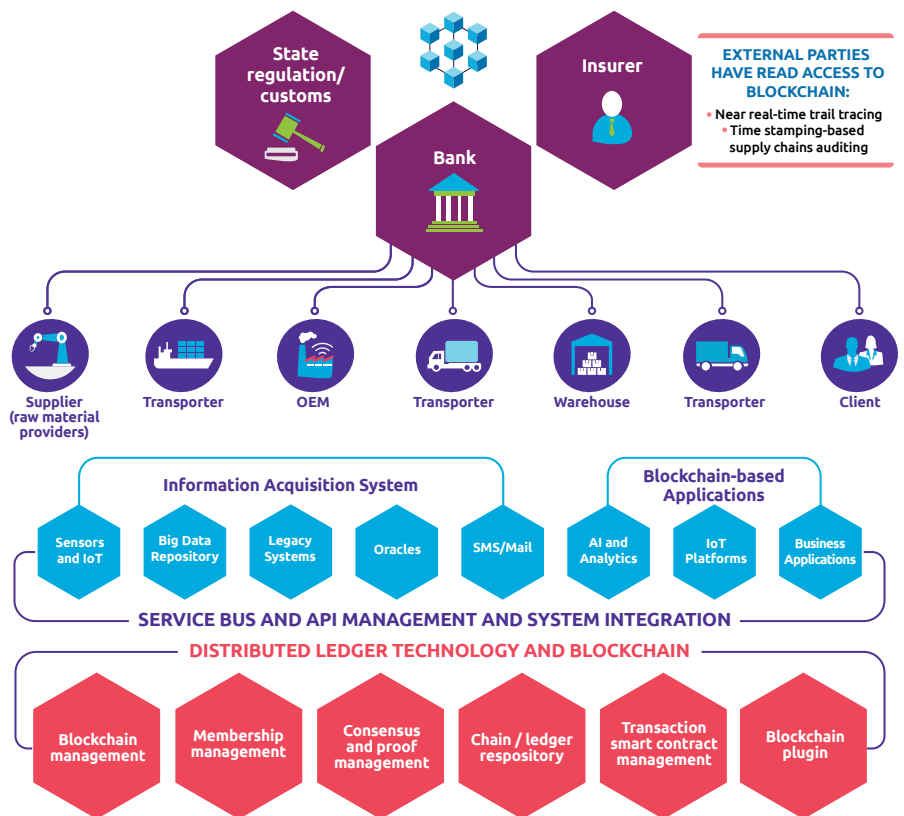 State
regulation/
customs
Insurer
EXTERNAL PARTIES
HAVE READ ACCESS TO
BLOCKCHAIN:
• Near real-time trail tracing
• Time stamping-based
supply chains auditing
Bank
Supplier
(raw material
providers)
Transporter
OEM
Transporter
Warehouse
Transporter
Client
Information Acquisition System
Blockchain-based
Applications
Sensors
and IoT
Big Data
Repository
Legacy
Systems
Oracles
SMS/Mail
AI and
Analytics
IoT
Platforms
Business
Applications
SERVICE BUS AND API MANAGEMENT AND SYSTEM INTEGRATION
DISTRIBUTED LEDGER TECHNOLOGY AND BLOCKCHAIN
Blockchain
management
Membership
management
Consensus
and proof
management
Chain / ledger
respository
Transaction
smart contract
management
Blockchain
plugin